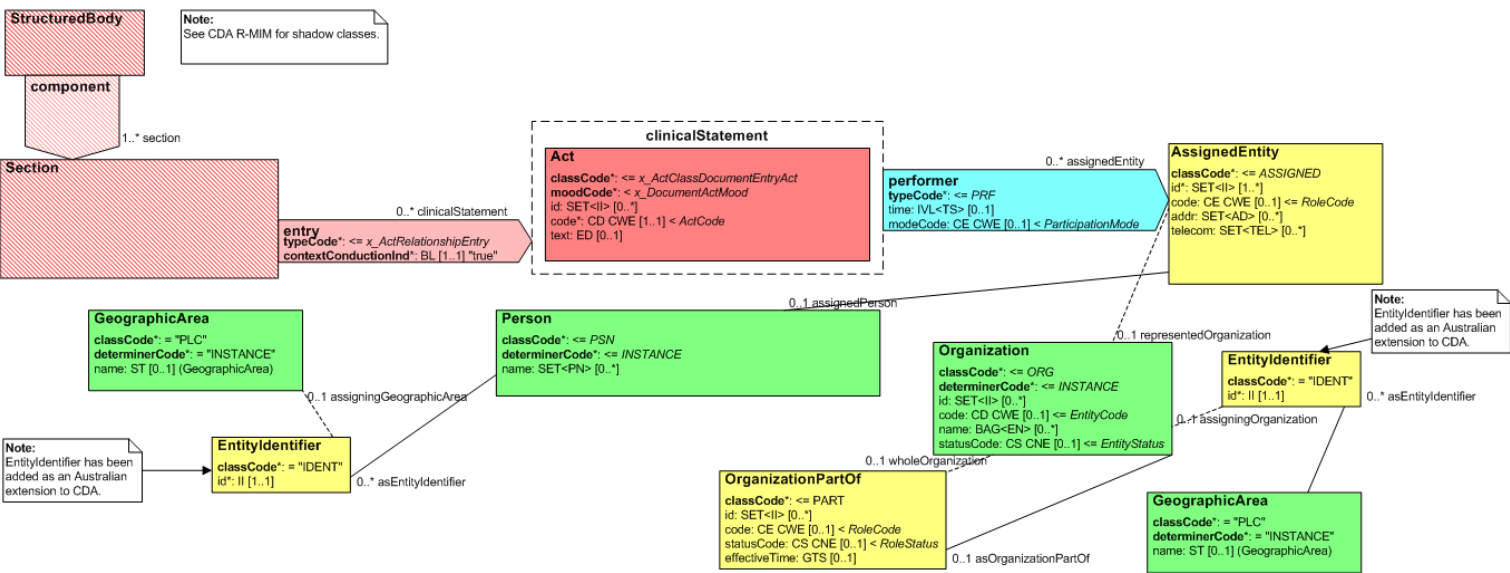 StructuredBody
Note:
See CDA R-MIM for shadow classes.
component
1..* section
Section
clinicalStatement
Act
classCode*: <= x_ActClassDocumentEntryAct
moodCode*: < x_DocumentActMood
id: SET<II> [0..*]
code*: CD CWE [1..1] < ActCode
text: ED [0..1]
0..* clinicalStatement
entry
typeCode*: <= x_ActRelationshipEntry
contextConductionInd*: BL [1..1] "true"
0..* assignedEntity
performer
typeCode*: <= PRF
time: IVL<TS> [0..1]
modeCode: CE CWE [0..1] < ParticipationMode
AssignedEntity
classCode*: <= ASSIGNED
id*: SET<II> [1..*]
code: CE CWE [0..1] <= RoleCode
addr: SET<AD> [0..*]
telecom: SET<TEL> [0..*]
0..1 assignedPerson
GeographicArea
classCode*: = "PLC"
determinerCode*: = "INSTANCE"
name: ST [0..1] (GeographicArea)
Person
classCode*: <= PSN
determinerCode*: <= INSTANCE
name: SET<PN> [0..*]
0..1 representedOrganization
Note:
EntityIdentifier has been
added as an Australian
extension to CDA.
Organization
classCode*: <= ORG
determinerCode*: <= INSTANCE
id: SET<II> [0..*]
code: CD CWE [0..1] <= EntityCode
name: BAG<EN> [0..*]
statusCode: CS CNE [0..1] <= EntityStatus
EntityIdentifier
classCode*: = "IDENT"
id*: II [1..1]
0..* asEntityIdentifier
0..1 assigningGeographicArea
0..1 assigningOrganization
Note:
EntityIdentifier has been
added as an Australian
extension to CDA.
EntityIdentifier
classCode*: = "IDENT"
id*: II [1..1]
0..* asEntityIdentifier
0..1 wholeOrganization
OrganizationPartOf
classCode*: <= PART
id: SET<II> [0..*]
code: CE CWE [0..1] < RoleCode
statusCode: CS CNE [0..1] < RoleStatus
effectiveTime: GTS [0..1]
0..1 asOrganizationPartOf
GeographicArea
classCode*: = "PLC"
determinerCode*: = "INSTANCE"
name: ST [0..1] (GeographicArea)